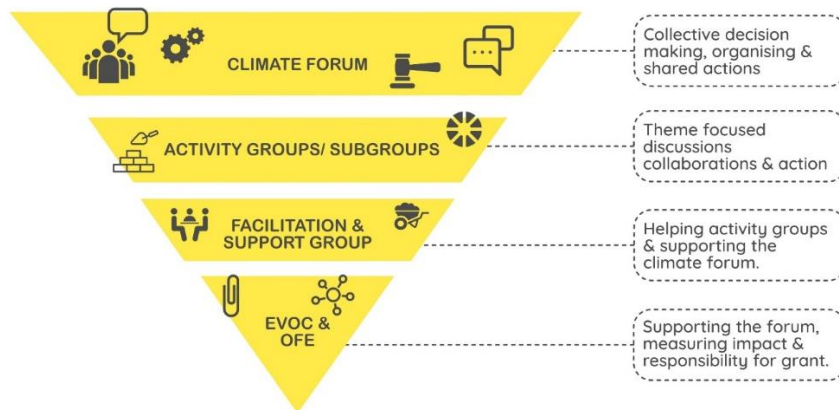 CLIMATE FORUM
Collective decision
making, organising &
shared actions
ACTIVITY GROUPS/ SUBGROUPS
Theme focused
discussions
collaborations & action
FACILITATION &
SUPPORT GROUP
Helping activity groups
& supporting the
climate forum.
EVOC &
OFE
Supporting the forum,
measuring impact &
responsibility for grant.